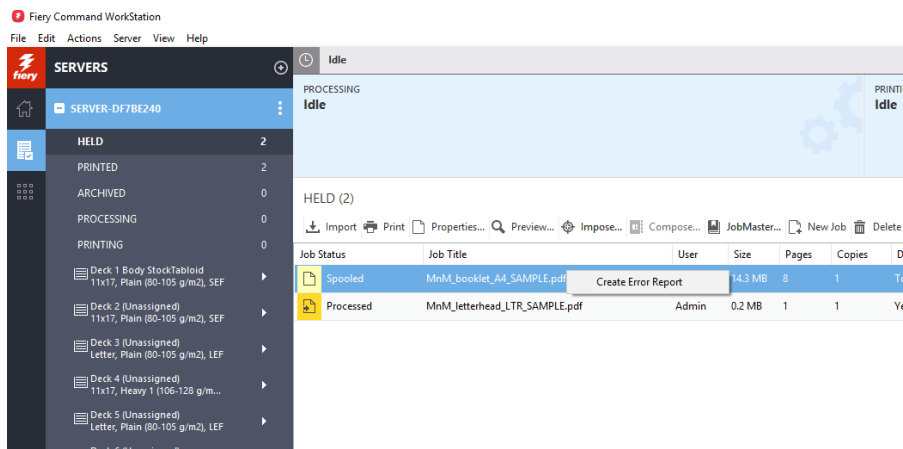 Fiery Command WorkStation
File Edit Actions Server View Help
fiery
SERVERS
Idle
SERVER-DF7BE240
PROCESSING
Idle
PRINTI
Idle
HELD 2
PRINTED 2
ARCHIVED 0
PROCESSING 0
PRINTING 0
Deck 1 Body StockTabloid
11x17, Plain (80-105 g/m2), SEF
Deck 2 (Unassigned)
11x17, Plain (80-105 g/m2), SEF
Deck 3 (Unassigned)
Letter, Plain (80-105 g/m2), LEF
Deck 4 (Unassigned)
11x17, Heavy 1 (106-128 g/m...
Deck 5 (Unassigned)
Letter, Plain (80-105 g/m2), LEF
HELD (2)
Import Print Properties... Preview... Impose... Compose... JobMaster... New Job Delete
Job Status Job Title User Size Pages Copies D
Spooled MnM_booklet_A4_SAMPLE.pdf 14.3 MB 8 1 To
Create Error Report
Processed MnM_letterhead_LTR_SAMPLE.pdf Admin 0.2 MB 1 1 Ye